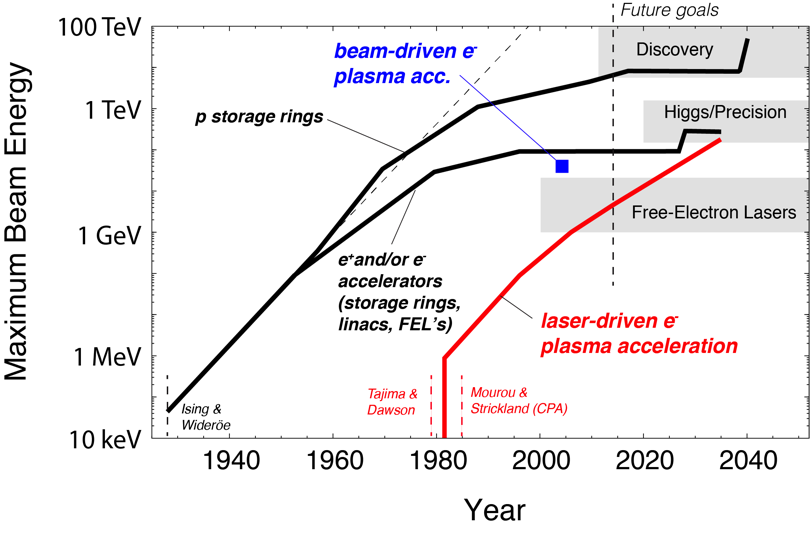 Future goals
100 TeV
Discovery
beam-driven e-
plasma acc.
1 TeV
Higgs/Precision
p storage rings
Free-Electron Lasers
1 GeV
e+and/or e-
accelerators
(storage rings,
linacs, FEL's)
laser-driven e-
plasma acceleration
1 MeV
Tajima &
Dawson
Mourou &
Strickland (CPA)
Ising &
Wideröe
10 keV
Maximum Beam Energy
1940 1960 1980 2000 2020 2040
Year